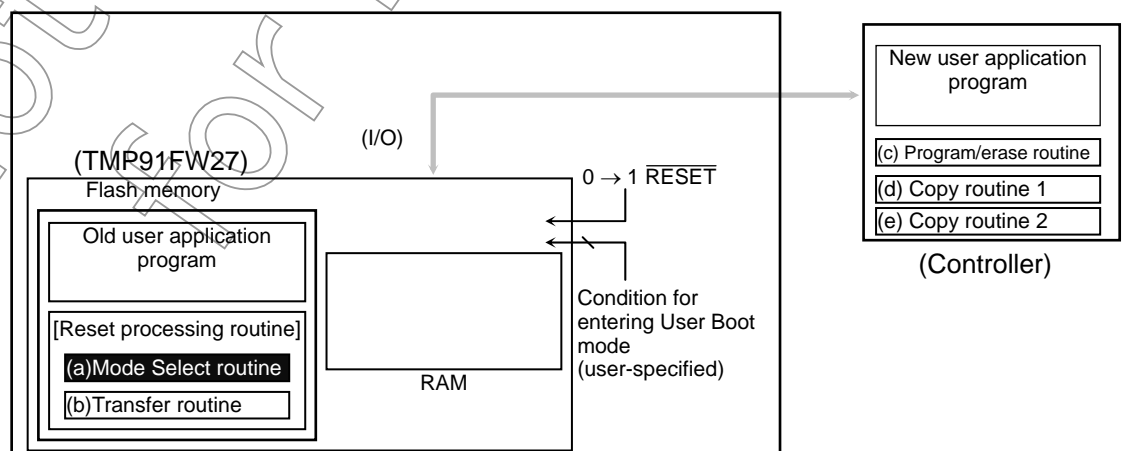 New user application
program
(I/O)
(c) Program/erase routine
(TMP91FW27)
0 → 1 RESET
(d) Copy routine 1
Flash memory
(e) Copy routine 2
Old user application
program
(Controller)
Condition for
entering User Boot
mode
(user-specified)
[Reset processing routine]
(a)Mode Select routine
RAM
(b)Transfer routine
for